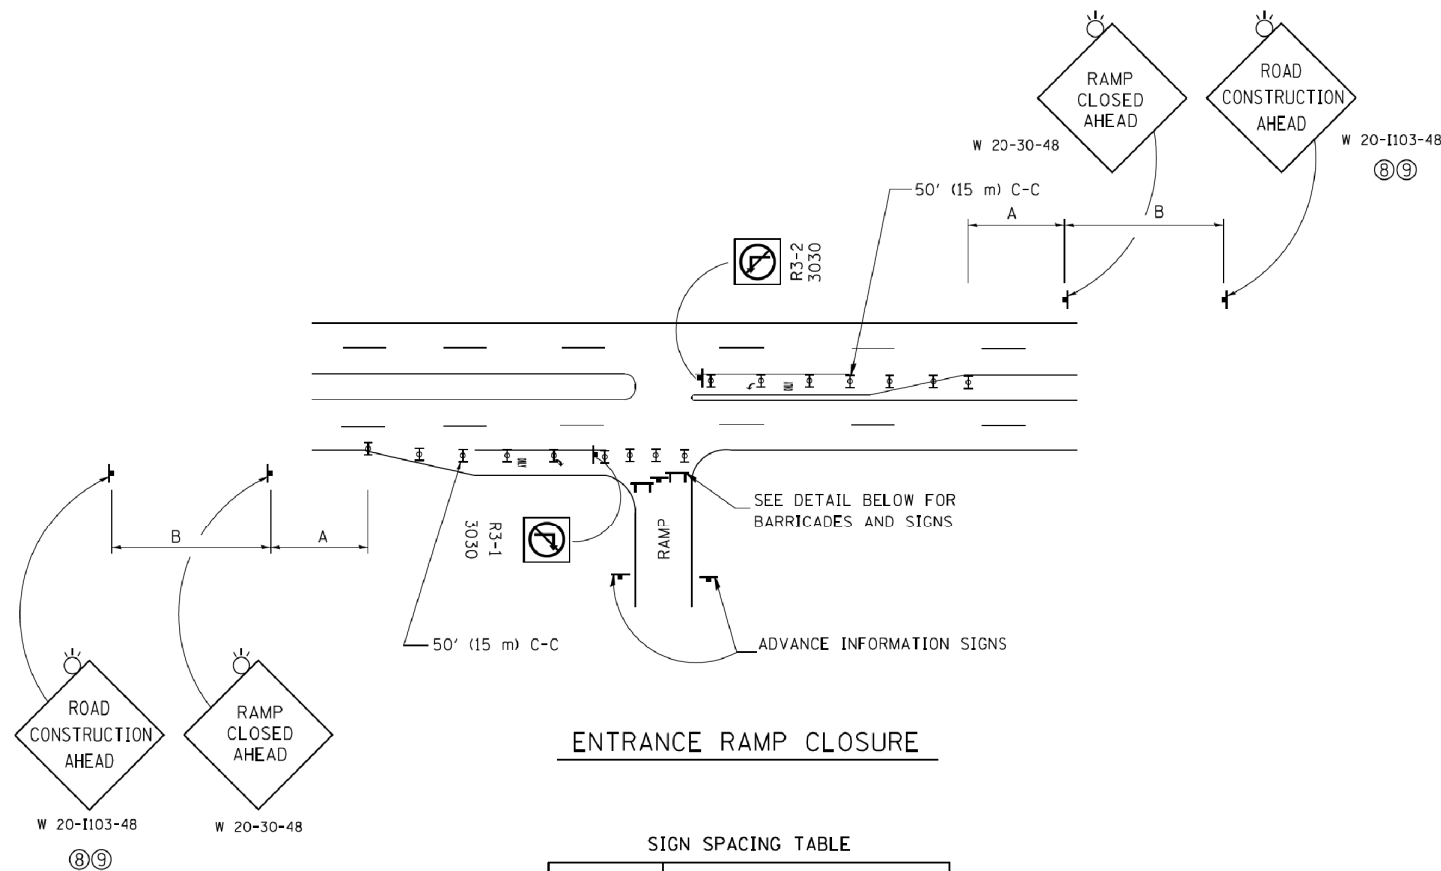 RAMP
CLOSED
AHEAD
W 20-30-48
ROAD
CONSTRUCTION
AHEAD
W 20-I103-48
⑧⑨
50' (15 m) C-C
A
B
R3-2
3030
SEE DETAIL BELOW FOR
BARRICADES AND SIGNS
RAMP
B
A
R3-1
3030
50' (15 m) C-C
ADVANCE INFORMATION SIGNS
ROAD
CONSTRUCTION
AHEAD
W 20-I103-48
⑧⑨
RAMP
CLOSED
AHEAD
W 20-30-48
ENTRANCE RAMP CLOSURE
SIGN SPACING TABLE